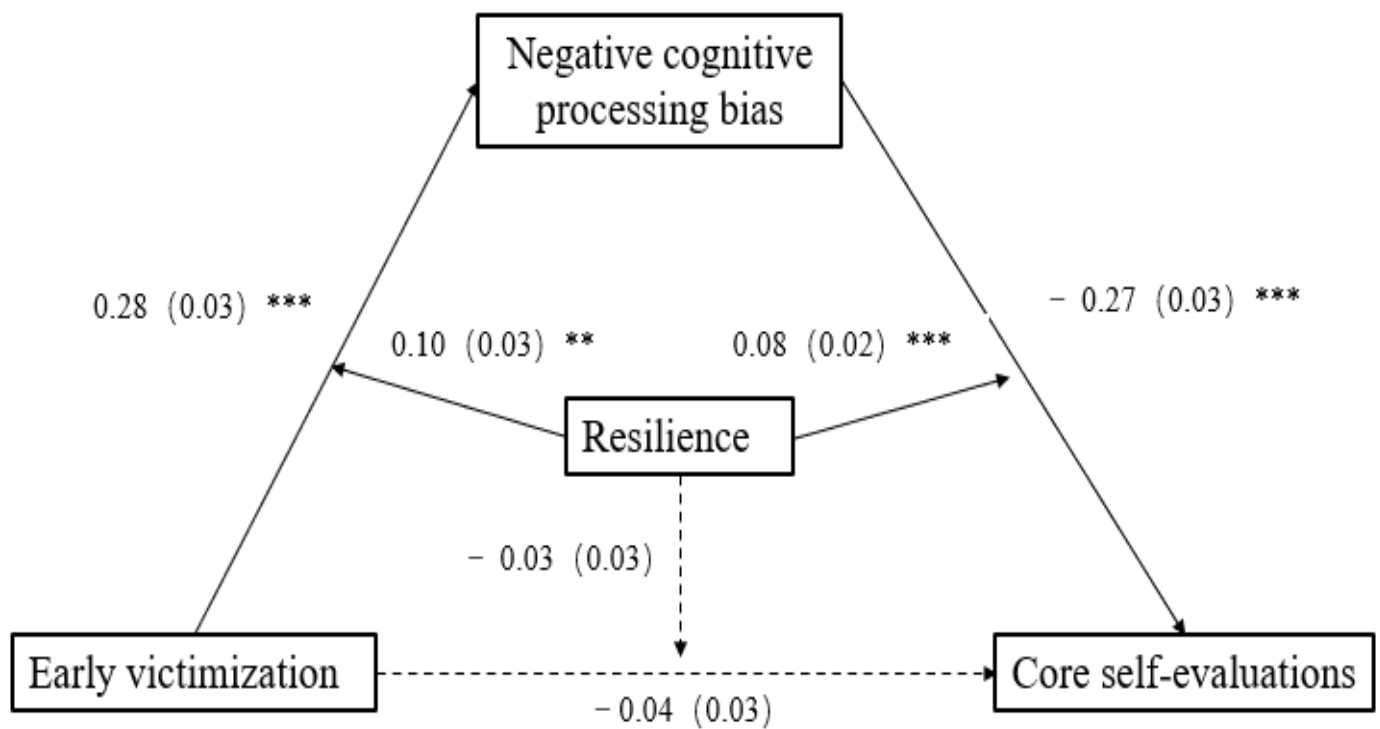 Negative cognitive
processing bias
0.28 (0.03) ***
− 0.27 (0.03) ***
0.10 (0.03) **
0.08 (0.02) ***
Resilience
− 0.03 (0.03)
Early victimization
Core self-evaluations
− 0.04 (0.03)